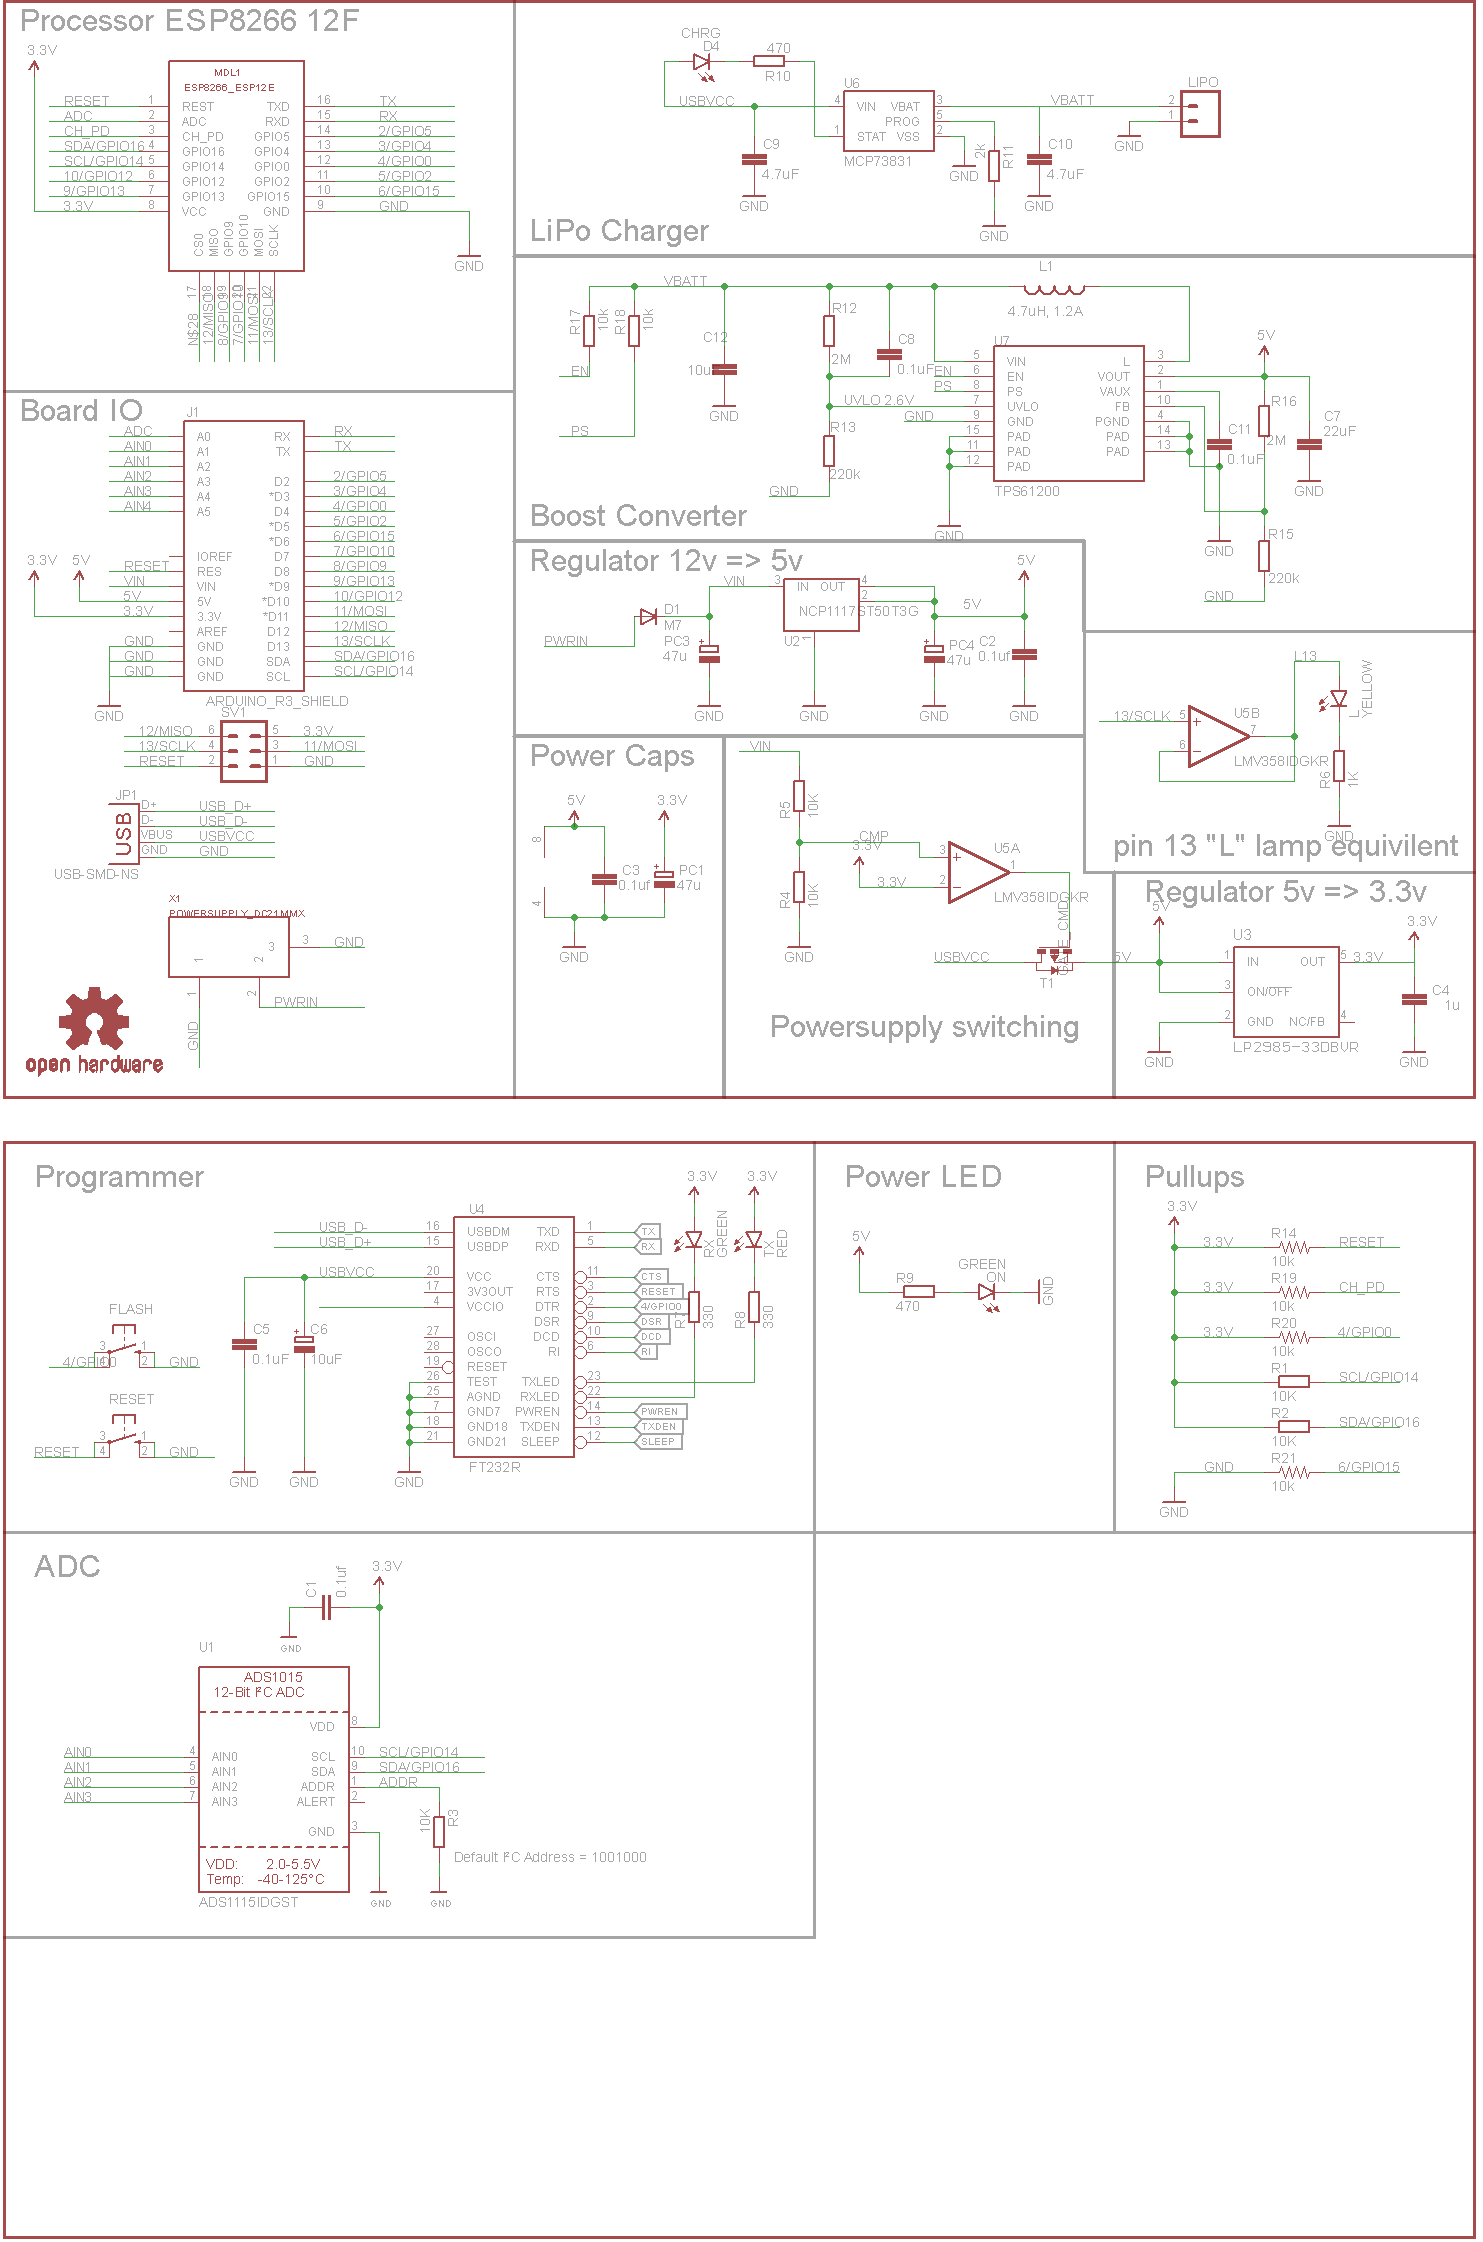 Processor ESP8266 12F
3.3V
MDL1
ESP8266_ESP12E
RESET 1 REST TXD 16 TX
ADC 2 ADC RXD 15 RX
CH_PD 3 CH_PD GPIO5 14 2/GPIO5
SDA/GPIO16 4 GPIO16 GPIO4 13 3/GPIO4
SCL/GPIO14 5 GPIO14 GPIO0 12 4/GPIO0
10/GPIO12 6 GPIO12 GPIO2 11 5/GPIO2
9/GPIO13 7 GPIO13 GPIO15 10 6/GPIO15
3.3V 8 VCC GND 9 GND
CS0 MISO GPIO9 GPIO10 MOSI SCLK
17
N$28 12/MISO 8/GPIO9 7/GPIO10 11/MOSI 13/SCLK
GND
CHRG
D4
470
R10
USBVCC
U6
4 VIN VBAT 3
PROG 5
1 STAT VSS 2
MCP73831
VBATT
LIPO
2
1
GND
C9
4.7uF
GND
GND
2k
R11
GND
C10
4.7uF
GND
LiPo Charger
VBATT
L1
4.7uH, 1.2A
R17
10k
R18
10k
EN
PS
C12
10uF
GND
R12
2M
C8
0.1uF
UVLO 2.6V
R13
220k
GND
U7
5 VIN L 3
EN 6 EN VOUT 2
PS 8 PS VAUX 1
7 UVLO FB 10
GND 9 GND PGND 4
15 PAD PAD 14
11 PAD PAD 13
12 PAD
TPS61200
GND
5V
R16
2M
C7
22uF
GND
C11
0.1uF
GND
R15
220k
GND
Boost Converter
Board IO
J1
ADC A0 RX RX
AIN0 A1 TX TX
AIN1 A2
AIN2 A3 D2 2/GPIO5
AIN3 A4 *D3 3/GPIO4
AIN4 A5 D4 4/GPIO0
*D5 5/GPIO2
*D6 6/GPIO15
IOREF D7 7/GPIO10
RESET RES D8 8/GPIO9
VIN VIN *D9 9/GPIO13
5V 5V *D10 10/GPIO12
3.3V 3.3V *D11 11/MOSI
AREF D12 12/MISO
GND GND D13 13/SCLK
GND GND SDA SDA/GPIO16
GND GND SCL SCL/GPIO14
3.3V 5V
GND
ARDUINO_R3_SHIELD
SV1
12/MISO 6 5 3.3V
13/SCLK 4 3 11/MOSI
RESET 2 1 GND
JP1
USB
D+ USB_D+
D- USB_D-
VBUS USBVCC
GND GND
USB-SMD-NS
X1
POWERSUPPLY_DC21MMX
3 3 GND
1 2
1 2 PWRIN
GND
open hardware
Regulator 12v => 5v
PWRIN
D1
M7
VIN
3 IN OUT 4
2
NCP1117ST50T3G
U2 1
PC3
47u
GND
GND
5V
5V
PC4
47u
GND
C2
0.1uf
GND
L13
13/SCLK 5
6
U5B
7
LMV358IDGKR
L
YELLOW
R6
1K
GND
pin 13 "L" lamp equivilent
Power Caps
5V
3.3V
8
4
C3
0.1uf
PC1
47u
GND
VIN
R5
10K
CMP
3.3V
3.3V
3
2
U5A
1
LMV358IDGKR
R4
10K
GND
GATE_CMD
USBVCC
T1
5V
Powersupply switching
Regulator 5v => 3.3v
5V
U3
1 IN OUT 5 3.3V
3 ON/OFF
2 GND NC/FB 4
LP2985-33DBVR
GND
3.3V
C4
1u
GND
Programmer
U4
USB_D- 16 USBDM TXD 1 TX
USB_D+ 15 USBDP RXD 5 RX
USBVCC 20 VCC CTS 11 CTS
17 3V3OUT RTS 3 RESET
4 VCCIO DTR 2 4/GPIO0
DSR 9 DSR
27 OSCI DCD 10 DCD
28 OSCO RI 6 RI
19 RESET
26 TEST TXLED 23
25 AGND RXLED 22
7 GND7 PWREN 14 PWREN
18 GND18 TXDEN 13 TXDEN
21 GND21 SLEEP 12 SLEEP
FT232R
GND
3.3V 3.3V
RX
GREEN
TX
RED
R7
330
R8
330
FLASH
3 1
4/GPIO0 4 2 GND
RESET
3 1
RESET 4 2 GND
C5
0.1uF
GND
C6
10uF
GND
Power LED
5V
R9
470
GREEN
ON
GND
Pullups
3.3V
3.3V R14 10k RESET
3.3V R19 10k CH_PD
3.3V R20 10k 4/GPIO0
R1 10K SCL/GPIO14
R2 10K SDA/GPIO16
GND R21 10k 6/GPIO15
GND
ADC
C1
0.1uf
3.3V
GND
U1
ADS1015
12-Bit I²C ADC
VDD 8
AIN0 4 AIN0 SCL 10 SCL/GPIO14
AIN1 5 AIN1 SDA 9 SDA/GPIO16
AIN2 6 AIN2 ADDR 1 ADDR
AIN3 7 AIN3 ALERT 2
GND 3
10K
R3
Default I²C Address = 1001000
VDD: 2.0-5.5V
Temp: -40-125°C
ADS1115IDGST
GND
GND